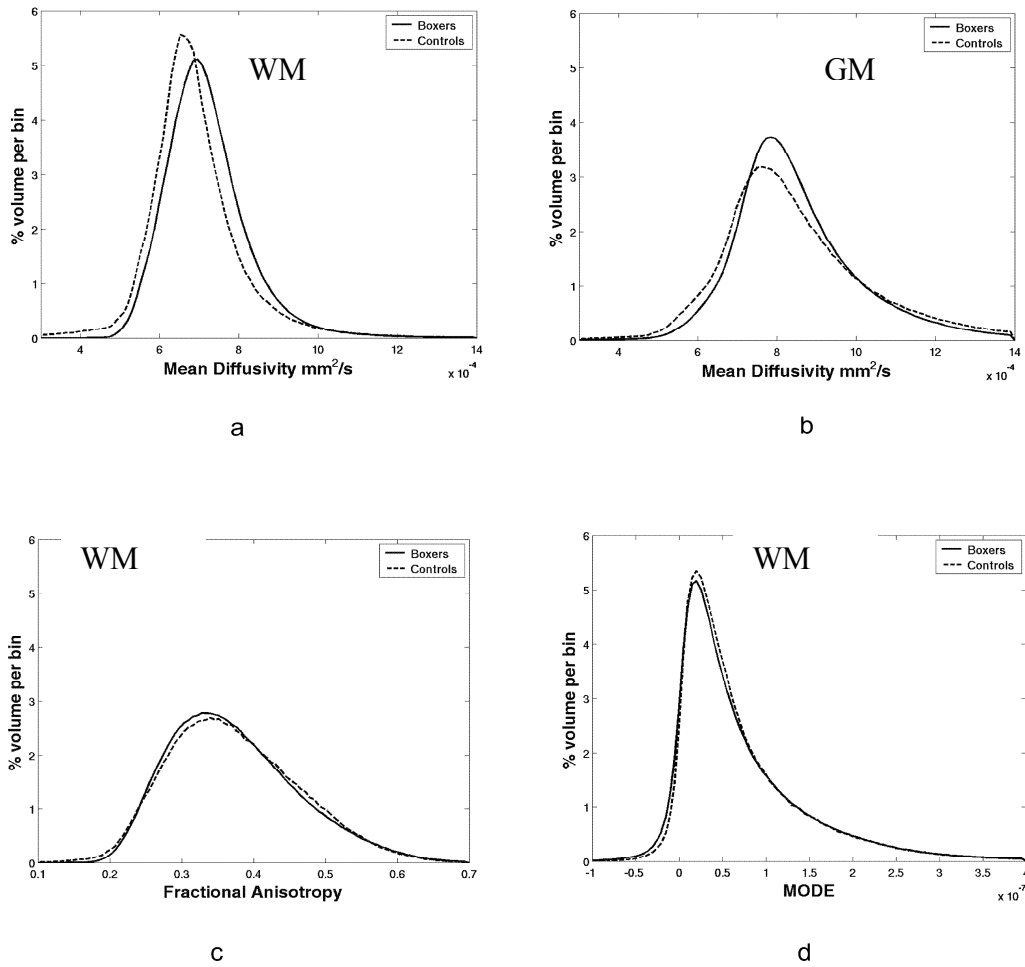 6
5
4
3
2
1
0
% volume per bin
WM
Boxers
Controls
4 6 8 10 12 14
Mean Diffusivity mm²/s
x 10⁻⁴
a
6
5
4
3
2
1
0
% volume per bin
GM
Boxers
Controls
4 6 8 10 12 14
Mean Diffusivity mm²/s
x 10⁻⁴
b
6
5
4
3
2
1
0
% volume per bin
WM
Boxers
Controls
0.1 0.2 0.3 0.4 0.5 0.6 0.7
Fractional Anisotropy
c
6
5
4
3
2
1
0
% volume per bin
WM
Boxers
Controls
-1 -0.5 0 0.5 1 1.5 2 2.5 3 3.5 4
MODE
x 10⁻⁷
d